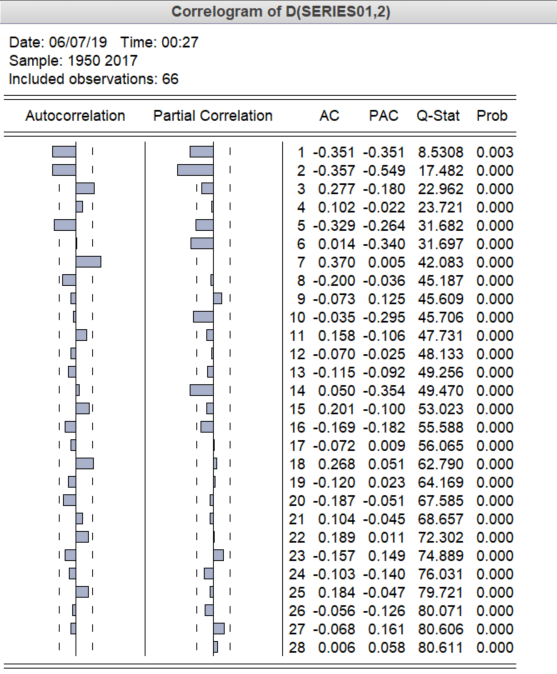 Correlogram of D(SERIES01,2)
Date: 06/07/19 Time: 00:27
Sample: 1950 2017
Included observations: 66
Autocorrelation Partial Correlation AC PAC Q-Stat Prob
1 -0.351 -0.351 8.5308 0.003
2 -0.357 -0.549 17.482 0.000
3 0.277 -0.180 22.962 0.000
4 0.102 -0.022 23.721 0.000
5 -0.329 -0.264 31.682 0.000
6 0.014 -0.340 31.697 0.000
7 0.370 0.005 42.083 0.000
8 -0.200 -0.036 45.187 0.000
9 -0.073 0.125 45.609 0.000
10 -0.035 -0.295 45.706 0.000
11 0.158 -0.106 47.731 0.000
12 -0.070 -0.025 48.133 0.000
13 -0.115 -0.092 49.256 0.000
14 0.050 -0.354 49.470 0.000
15 0.201 -0.100 53.023 0.000
16 -0.169 -0.182 55.588 0.000
17 -0.072 0.009 56.065 0.000
18 0.268 0.051 62.790 0.000
19 -0.120 0.023 64.169 0.000
20 -0.187 -0.051 67.585 0.000
21 0.104 -0.045 68.657 0.000
22 0.189 0.011 72.302 0.000
23 -0.157 0.149 74.889 0.000
24 -0.103 -0.140 76.031 0.000
25 0.184 -0.047 79.721 0.000
26 -0.056 -0.126 80.071 0.000
27 -0.068 0.161 80.606 0.000
28 0.006 0.058 80.611 0.000